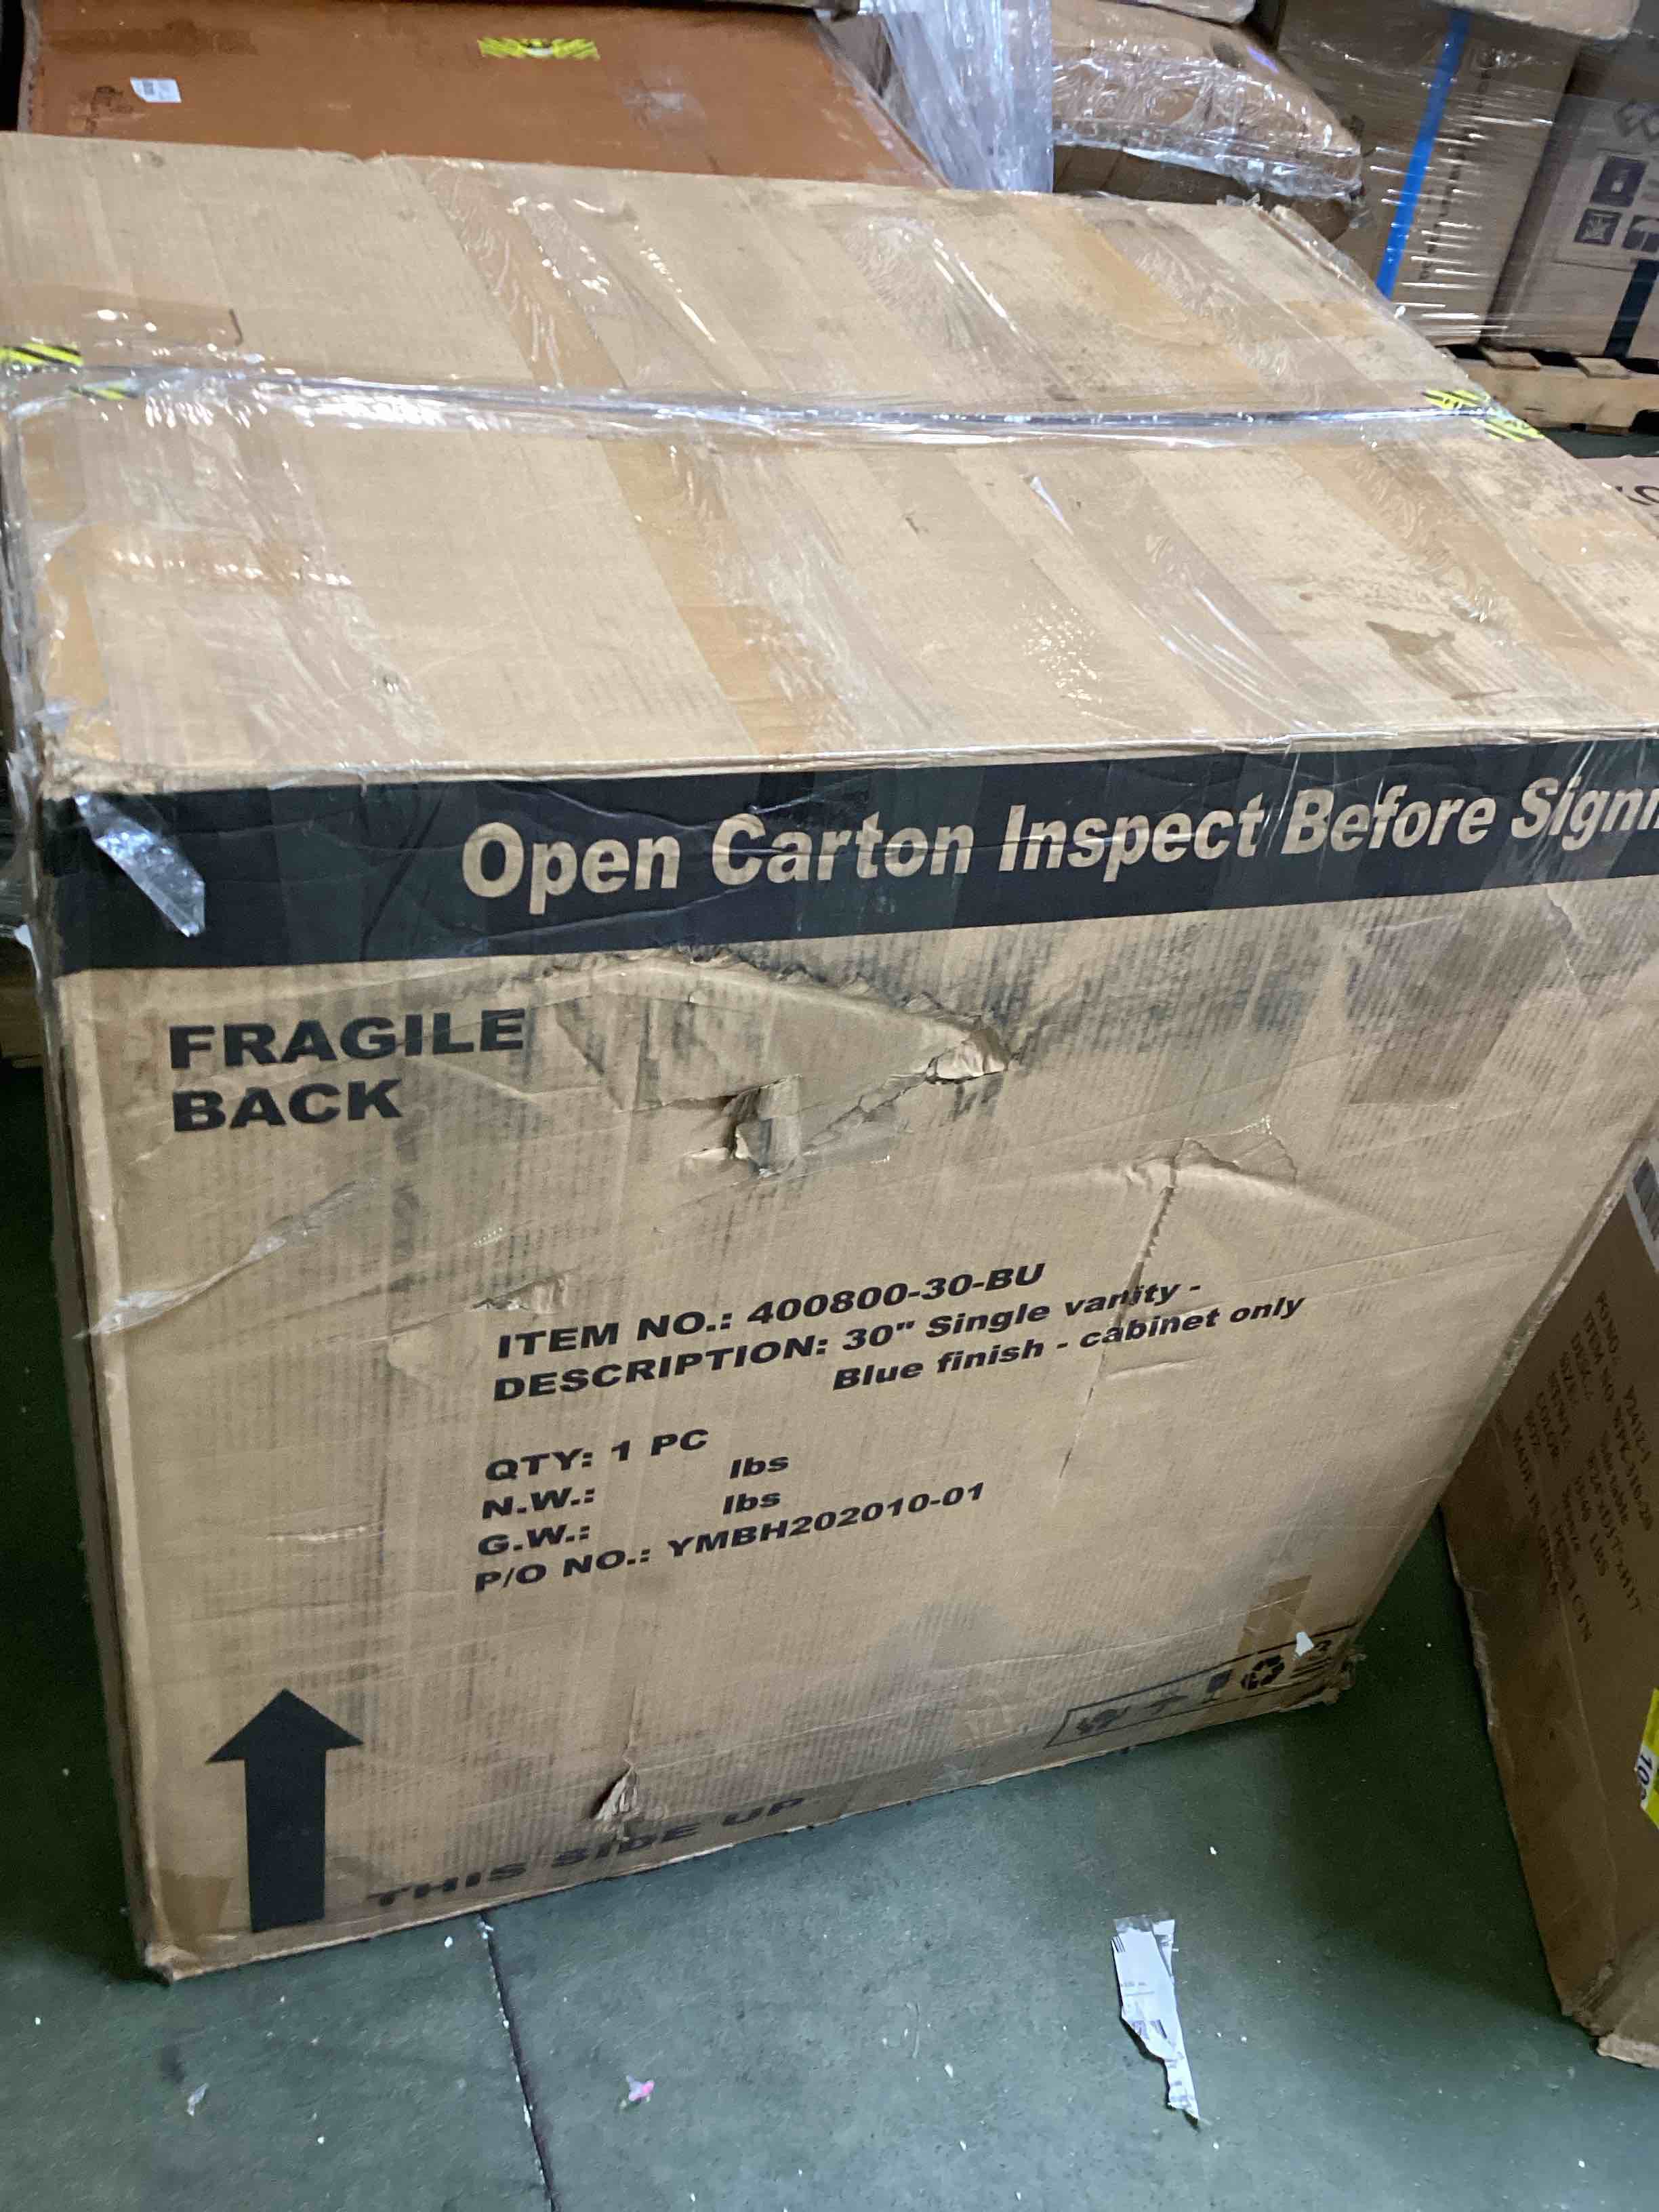 Open Carton Inspect Before Signi
FRAGILE
BACK
ITEM NO.: 400800-30-BU
DESCRIPTION: 30" Single vanity -
Blue finish - cabinet only
QTY: 1 PC
N.W.: lbs
G.W.: lbs
P/O NO.: YMBH202010-01
THIS SIDE UP